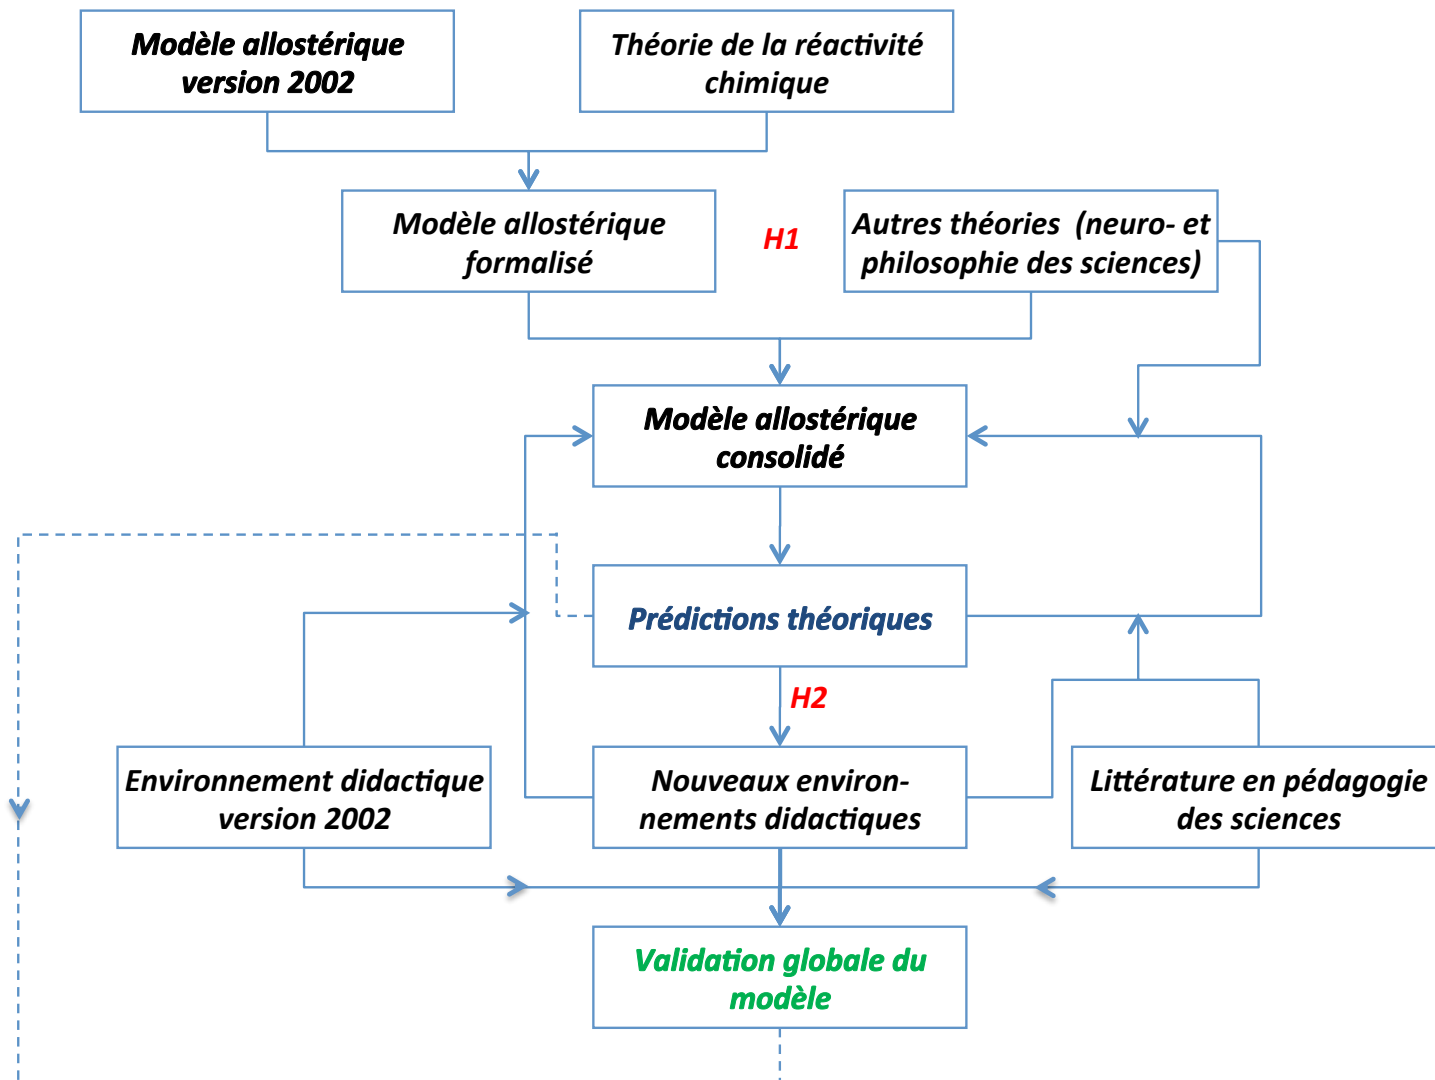 Modèle allostérique
version 2002
Théorie de la réactivité
chimique
Modèle allostérique
formalisé
H1
Autres théories (neuro- et
philosophie des sciences)
Modèle allostérique
consolidé
Prédictions théoriques
H2
Environnement didactique
version 2002
Nouveaux environ-
nements didactiques
Littérature en pédagogie
des sciences
Validation globale du
modèle